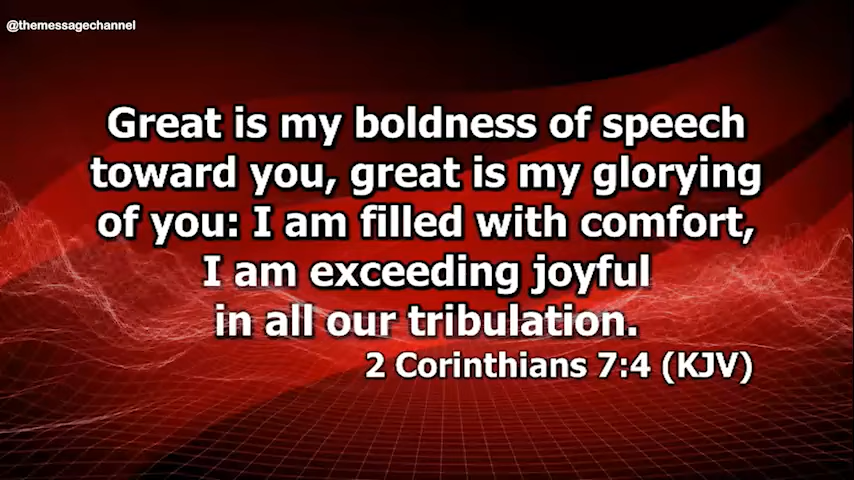 @themessagechannel
Great is my boldness of speech
toward you, great is my glorying
of you: I am filled with comfort,
I am exceeding joyful
in all our tribulation.
2 Corinthians 7:4 (KJV)